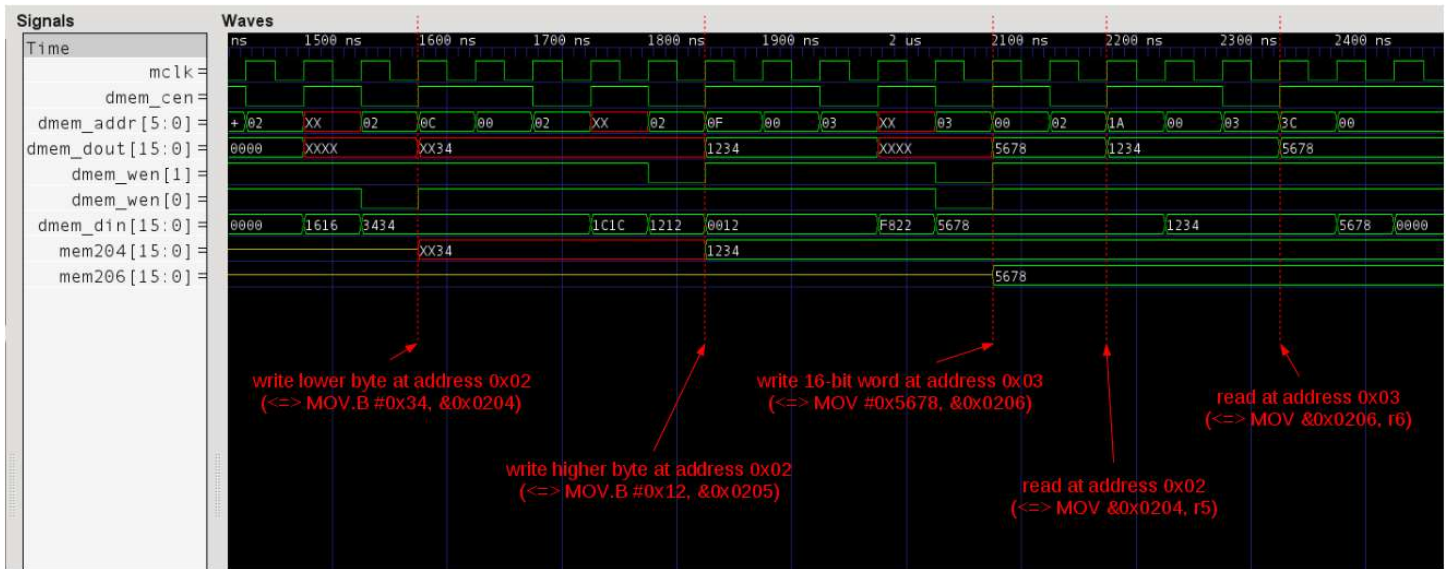 Signals Waves
Time
ns 1500 ns 1600 ns 1700 ns 1800 ns 1900 ns 2 us 2100 ns 2200 ns 2300 ns 2400 ns
mclk=
dmem_cen=
dmem_addr[5:0]= + 02 XX 02 0C 00 02 XX 02 0F 00 03 XX 03 00 02 1A 00 03 3C 00
dmem_dout[15:0]= 0000 XXXX XX34 1234 XXXX 5678 1234 5678
dmem_wen[1]=
dmem_wen[0]=
dmem_din[15:0]= 0000 1616 3434 1C1C 1212 0012 F822 5678 1234 5678 0000
mem204[15:0]= XX34 1234
mem206[15:0]= 5678
write lower byte at address 0x02
(<=> MOV.B #0x34, &0x0204)
write higher byte at address 0x02
(<=> MOV.B #0x12, &0x0205)
write 16-bit word at address 0x03
(<=> MOV #0x5678, &0x0206)
read at address 0x02
(<=> MOV &0x0204, r5)
read at address 0x03
(<=> MOV &0x0206, r6)